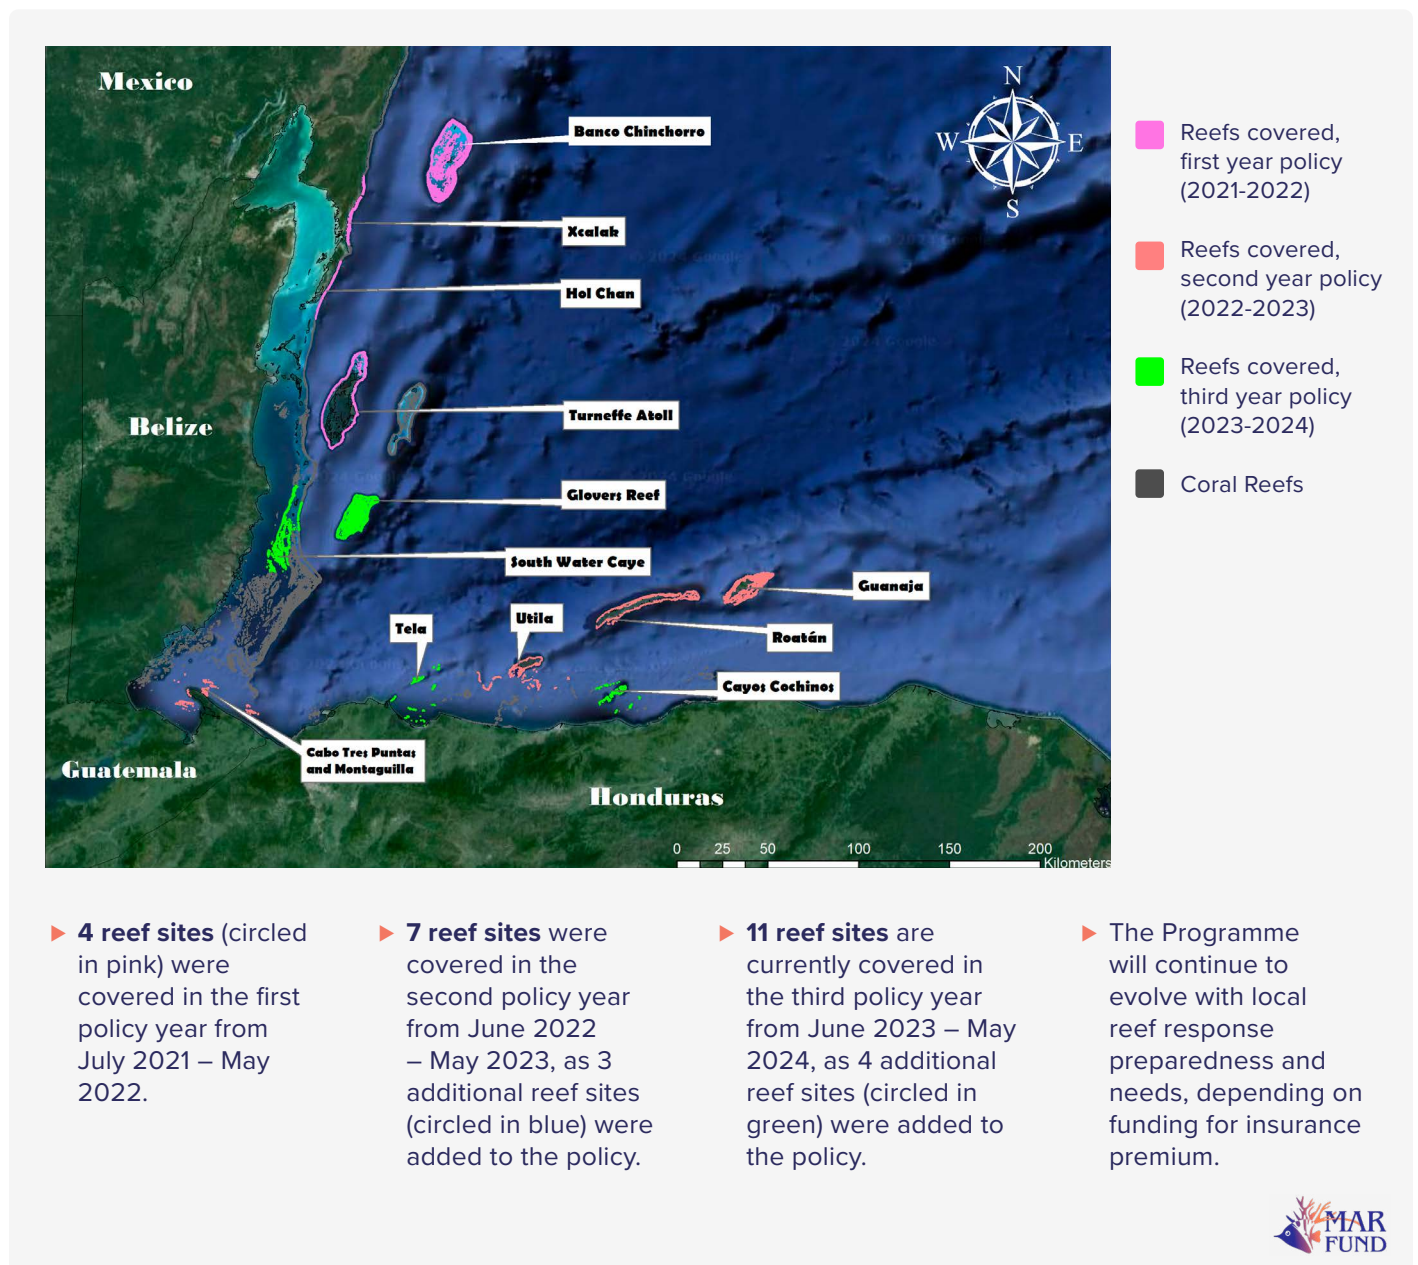 Mexico
Banco Chinchorro
Xcalak
Hol Chan
Belize
Turneffe Atoll
Glovers Reef
South Water Caye
Guanaja
Utila
Tela
Roatán
Cayos Cochinos
Cabo Tres Puntas
and Montaguilla
Guatemala
Honduras
N
W
E
S
0 25 50 100 150 200
Kilometers
Reefs covered,
first year policy
(2021-2022)
Reefs covered,
second year policy
(2022-2023)
Reefs covered,
third year policy
(2023-2024)
Coral Reefs
4 reef sites (circled
in pink) were
covered in the first
policy year from
July 2021 – May
2022.
7 reef sites were
covered in the
second policy year
from June 2022
– May 2023, as 3
additional reef sites
(circled in blue) were
added to the policy.
11 reef sites are
currently covered in
the third policy year
from June 2023 – May
2024, as 4 additional
reef sites (circled in
green) were added to
the policy.
The Programme
will continue to
evolve with local
reef response
preparedness and
needs, depending on
funding for insurance
premium.
MAR
FUND